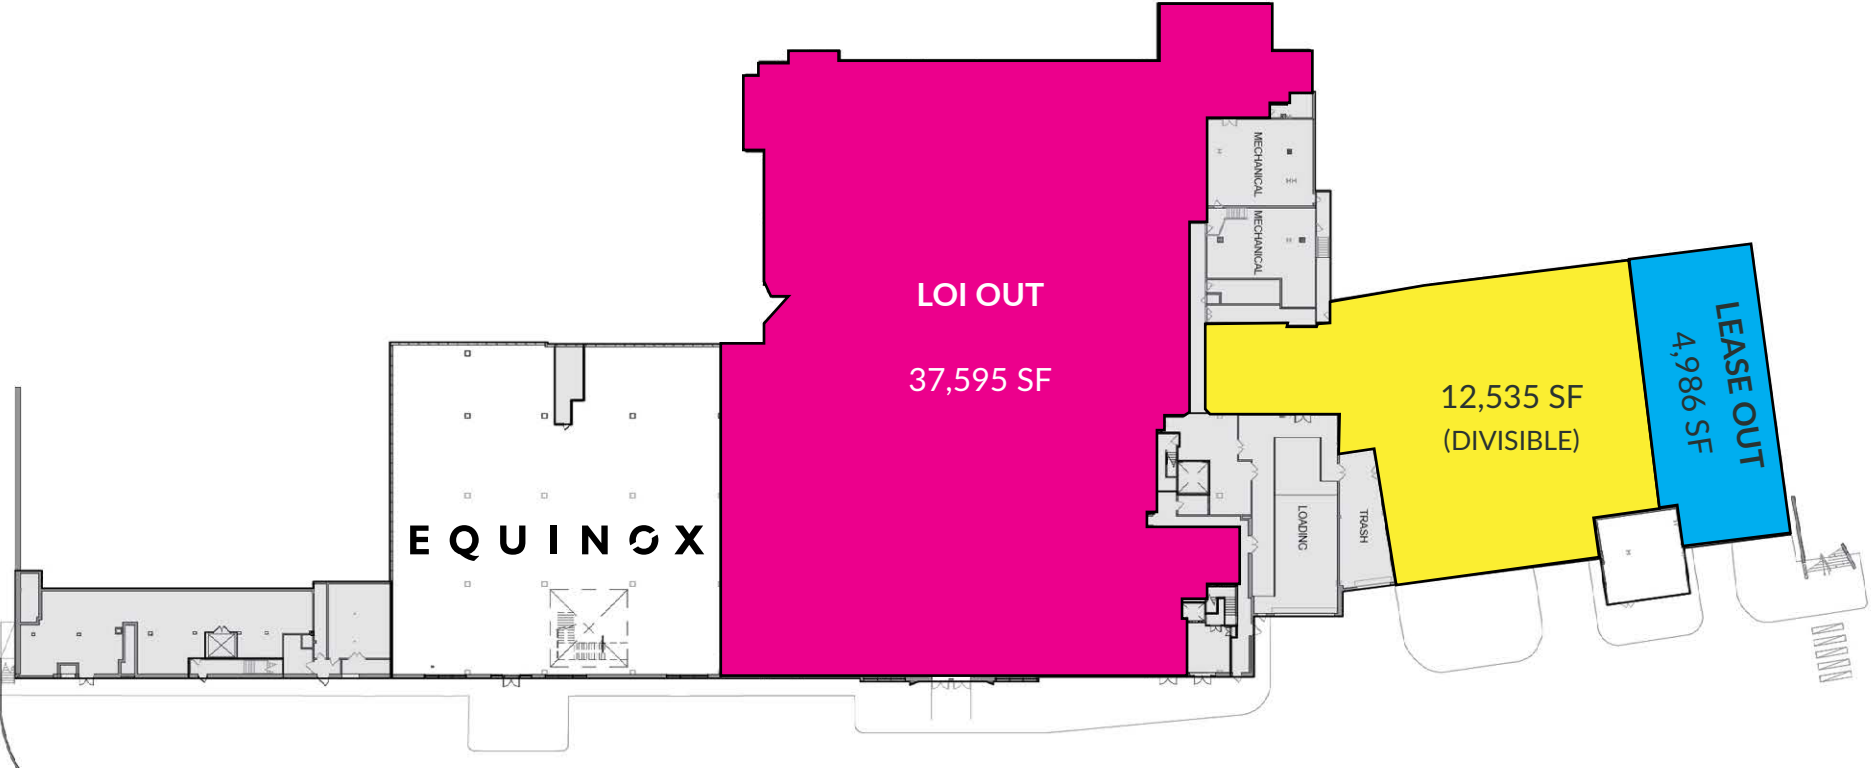 MECHANICAL
MECHANICAL
LOI OUT
37,595 SF
LEASE OUT
4,986 SF
12,535 SF
(DIVISIBLE)
EQUINOX
LOADING
TRASH